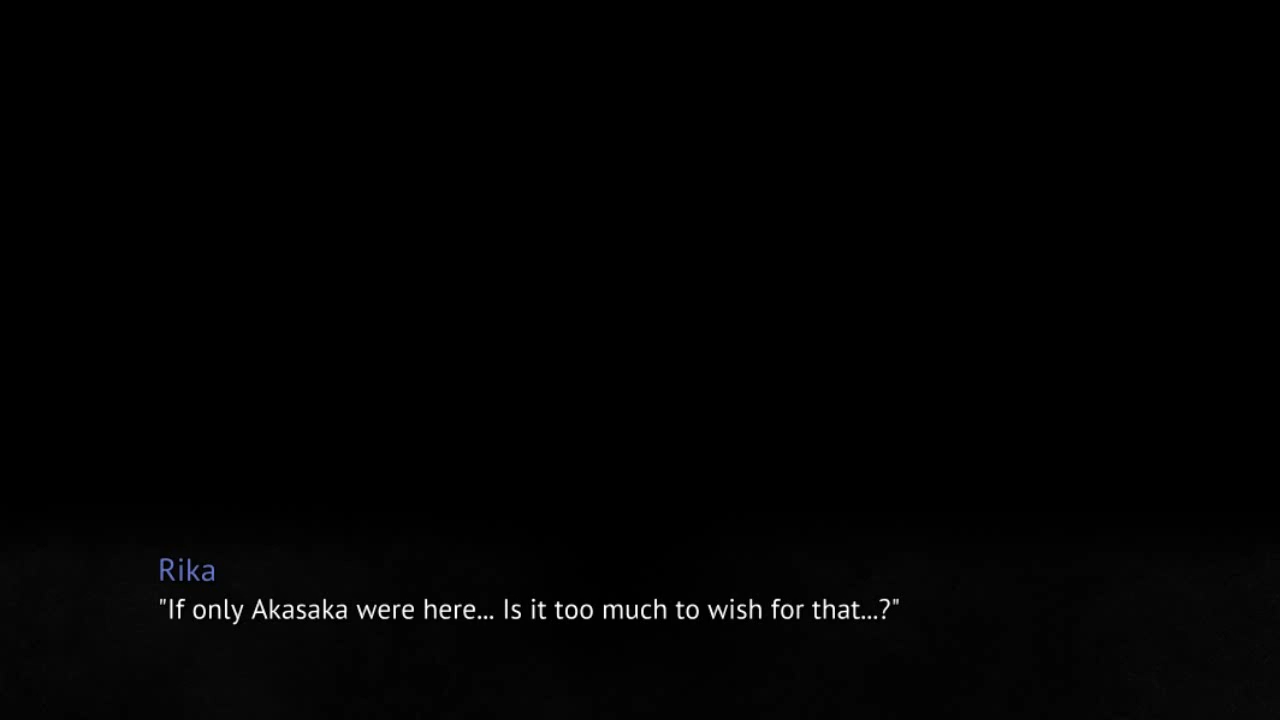 Rika
"If only Akasaka were here... Is it too much to wish for that...?"